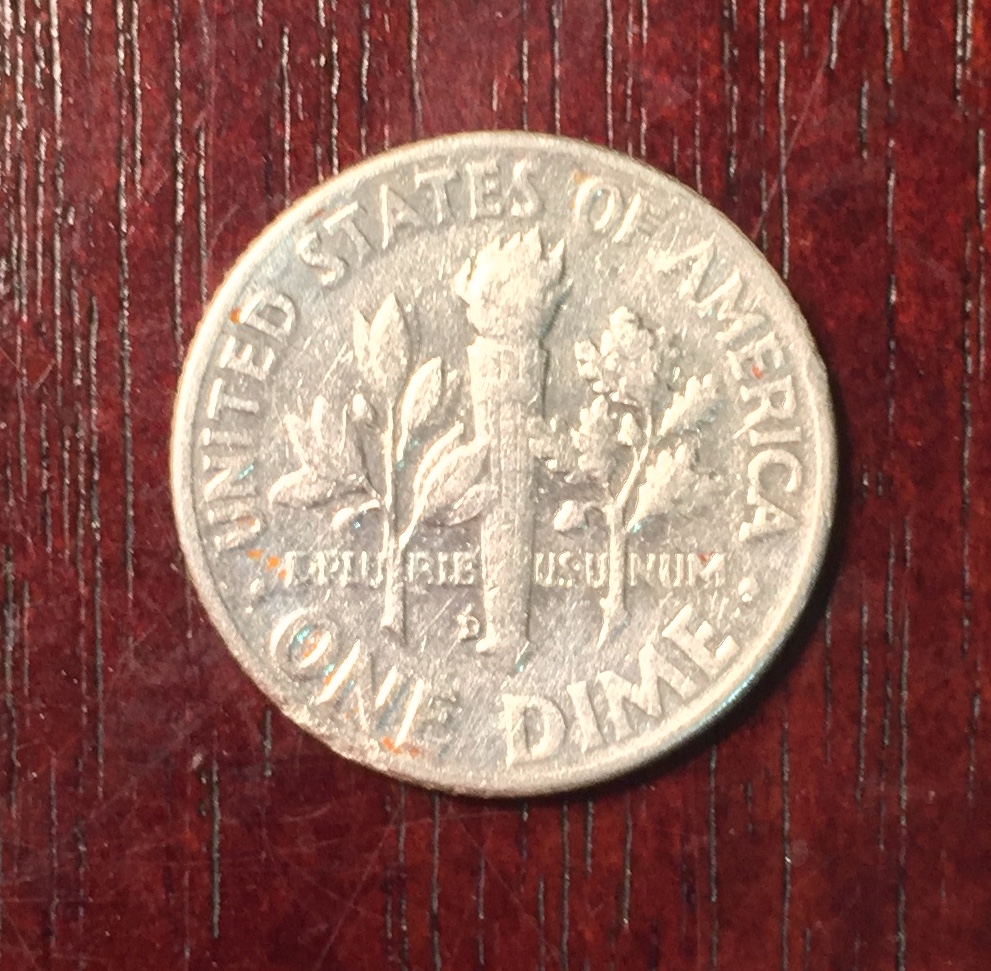 UNITED STATES OF AMERICA
E·PLURIBUS·UNUM
D
· ONE DIME ·